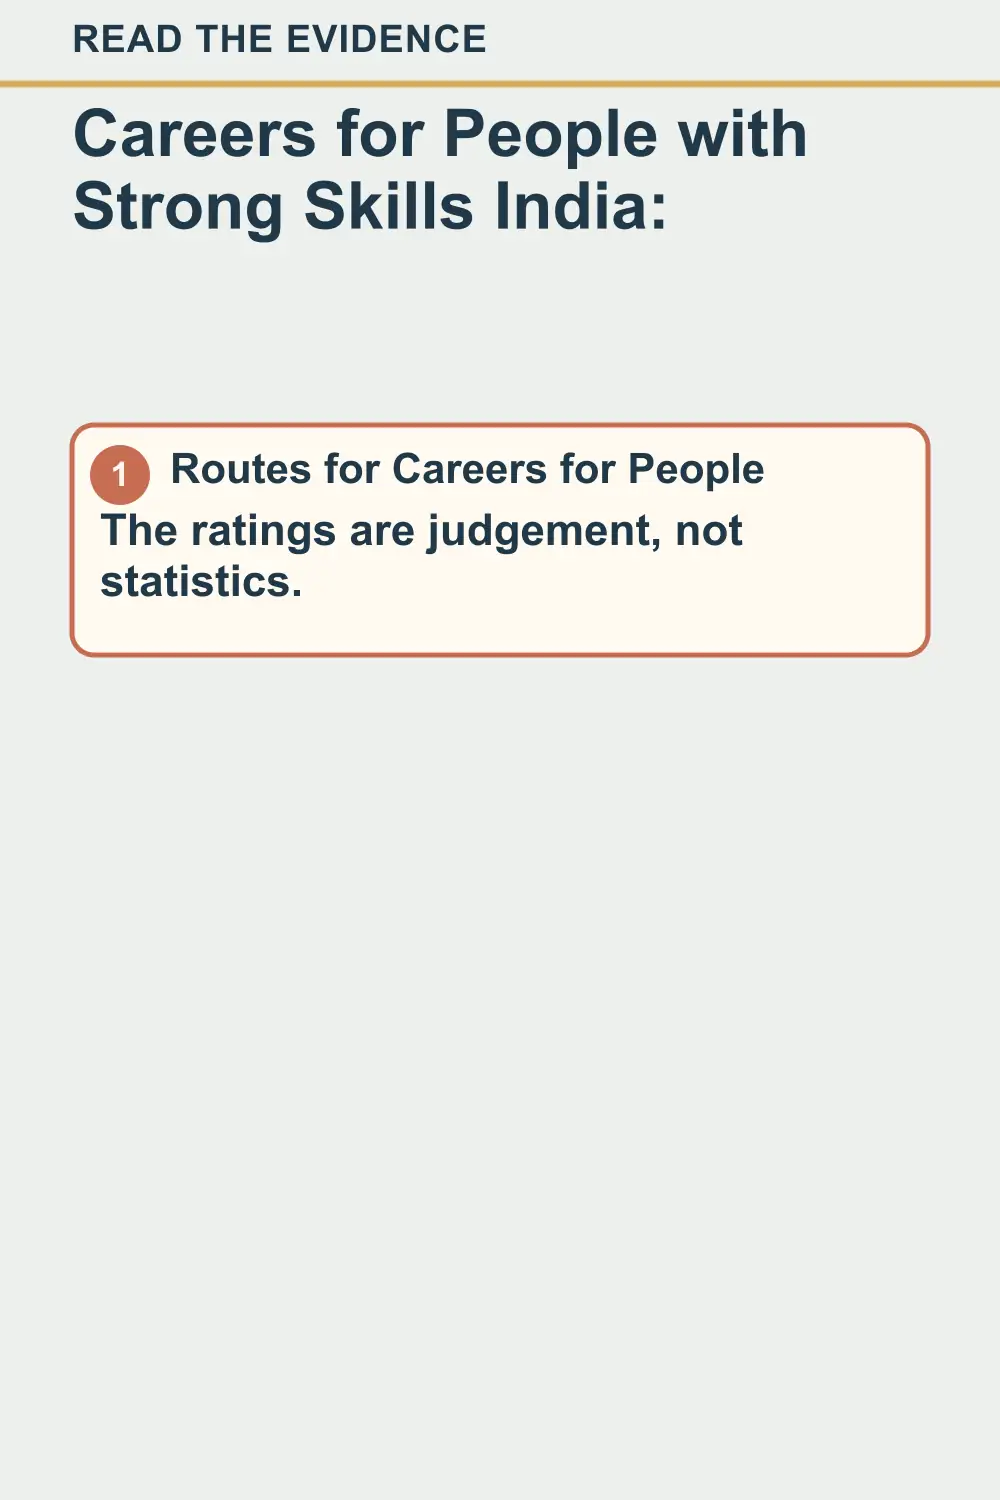 READ THE EVIDENCE
Careers for People with
Strong Skills India:
1 Routes for Careers for People
The ratings are judgement, not
statistics.